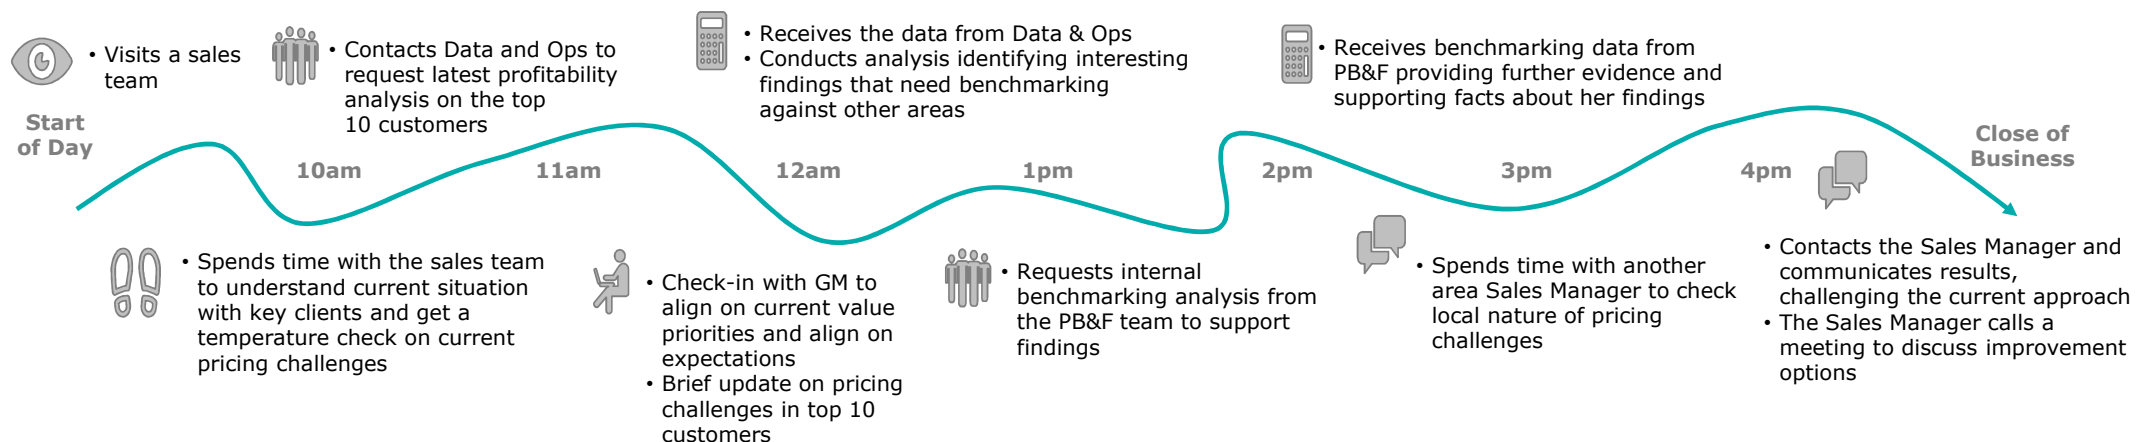 • Visits a sales
team
Start
of Day
• Spends time with the sales team
to understand current situation
with key clients and get a
temperature check on current
pricing challenges
10am
• Contacts Data and Ops to
request latest profitability
analysis on the top
10 customers
11am
• Check-in with GM to
align on current value
priorities and align on
expectations
• Brief update on pricing
challenges in top 10
customers
• Receives the data from Data & Ops
• Conducts analysis identifying interesting
findings that need benchmarking
against other areas
12am
1pm
• Requests internal
benchmarking analysis from
the PB&F team to support
findings
2pm
• Receives benchmarking data from
PB&F providing further evidence and
supporting facts about her findings
3pm
• Spends time with another
area Sales Manager to check
local nature of pricing
challenges
4pm
• Contacts the Sales Manager and
communicates results,
challenging the current approach
• The Sales Manager calls a
meeting to discuss improvement
options
Close of
Business